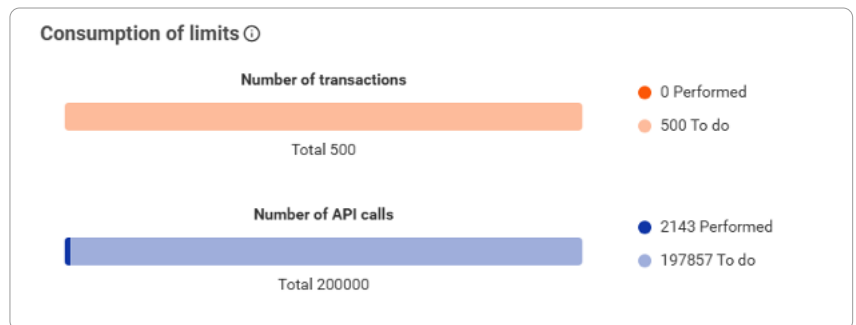 Consumption of limits
Number of transactions
0 Performed
500 To do
Total 500
Number of API calls
2143 Performed
197857 To do
Total 200000